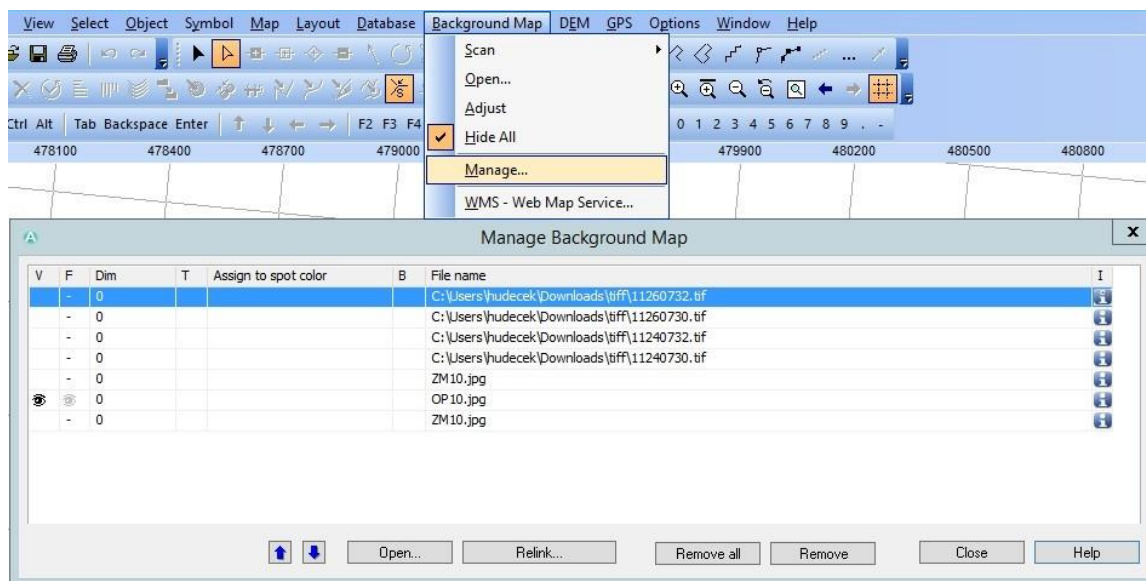 View Select Object Symbol Map Layout Database Background Map DEM GPS Options Window Help
Scan
Open...
Adjust
Hide All
Manage...
WMS - Web Map Service...
Ctrl Alt Tab Backspace Enter F2 F3 F4 0 1 2 3 4 5 6 7 8 9 . -
478100 478400 478700 479000 479900 480200 480500 480800
Manage Background Map x
V F Dim T Assign to spot color B File name I
- 0 C:\Users\hudecek\Downloads\tiff\11260732.tif
- 0 C:\Users\hudecek\Downloads\tiff\11260730.tif
- 0 C:\Users\hudecek\Downloads\tiff\11240732.tif
- 0 C:\Users\hudecek\Downloads\tiff\11240730.tif
- 0 ZM10.jpg
0 OP10.jpg
- 0 ZM10.jpg
Open... Relink... Remove all Remove Close Help